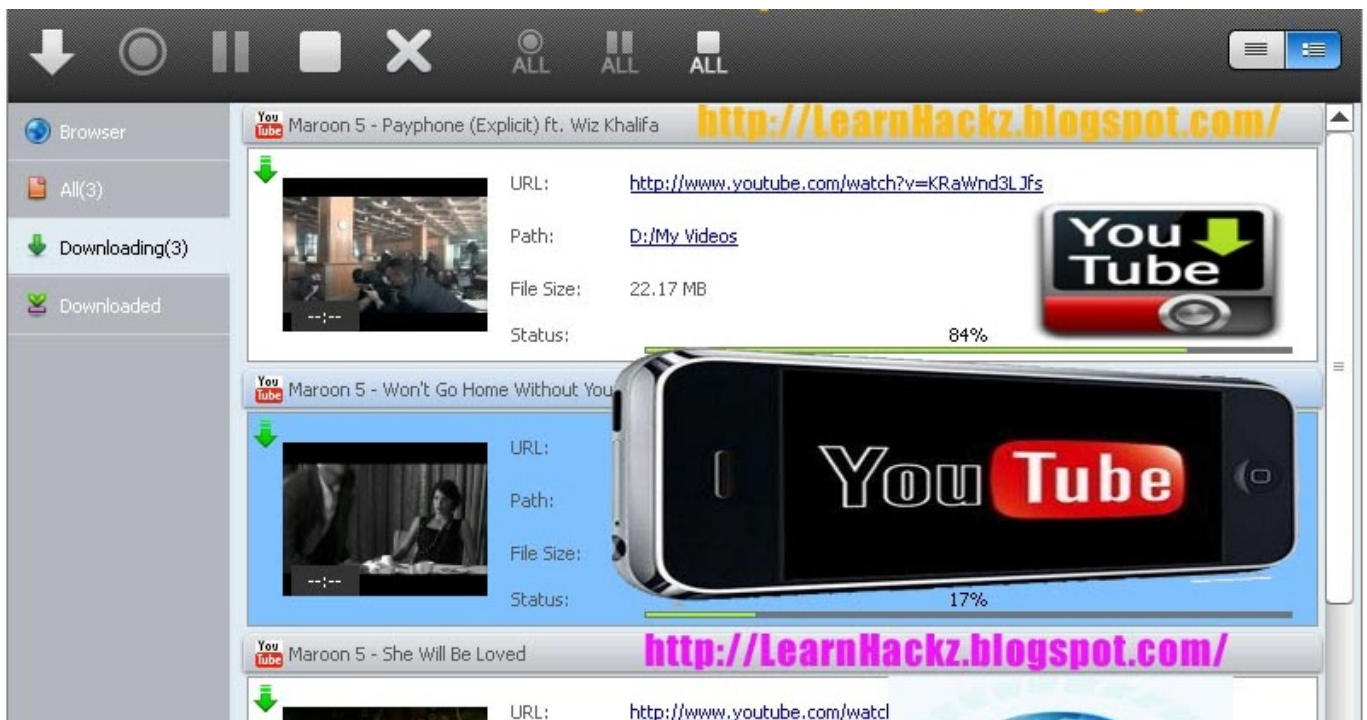 ALL ALL ALL
Browser
All(3)
Downloading(3)
Downloaded
You Tube Maroon 5 - Payphone (Explicit) ft. Wiz Khalifa http://LearnHackz.blogspot.com/
URL: http://www.youtube.com/watch?v=KRaWnd3LJfs
Path: D:/My Videos
File Size: 22.17 MB
--:--
Status: 84%
You
Tube
You Tube Maroon 5 - Won't Go Home Without You
URL:
Path:
File Size:
--:--
Status: 17%
You Tube
You Tube Maroon 5 - She Will Be Loved http://LearnHackz.blogspot.com/
URL: http://www.youtube.com/watcl